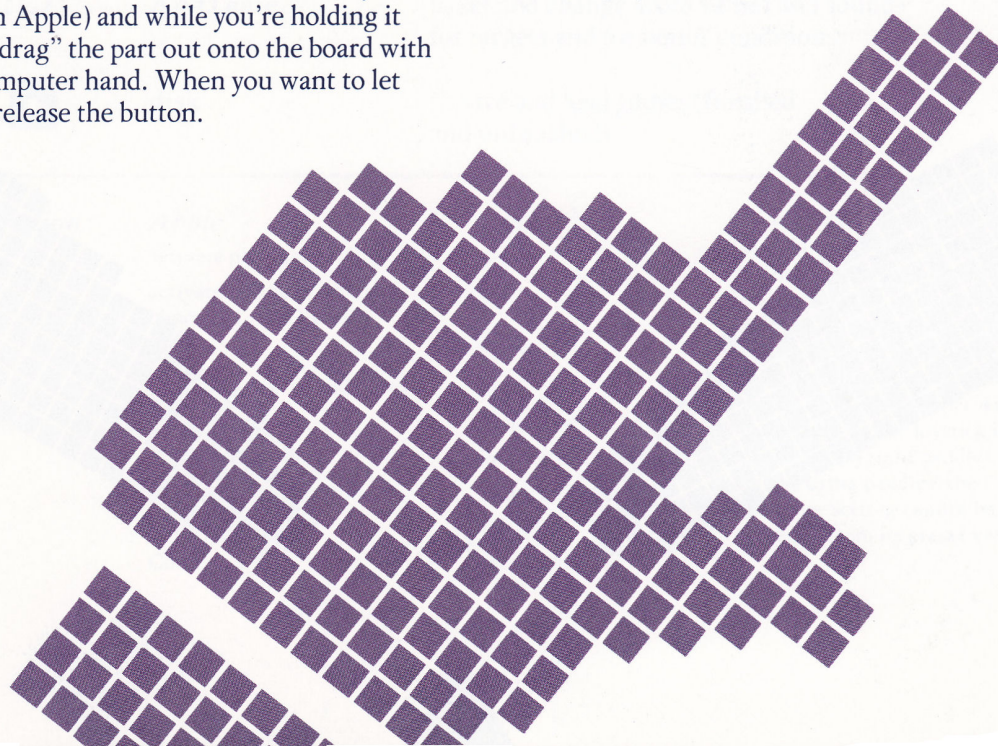 n Apple) and while you're holding it
drag” the part out onto the board with
mputer hand. When you want to let
release the button.